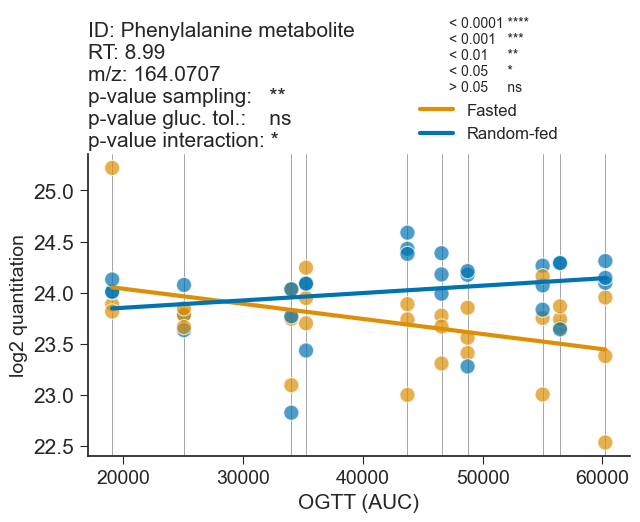 ID: Phenylalanine metabolite
RT: 8.99
m/z: 164.0707
p-value sampling: **
p-value gluc. tol.: ns
p-value interaction: *
< 0.0001 ****
< 0.001 ***
< 0.01 **
< 0.05 *
> 0.05 ns
Fasted
Random-fed
25.0
24.5
24.0
23.5
23.0
22.5
log2 quantitation
20000 30000 40000 50000 60000
OGTT (AUC)